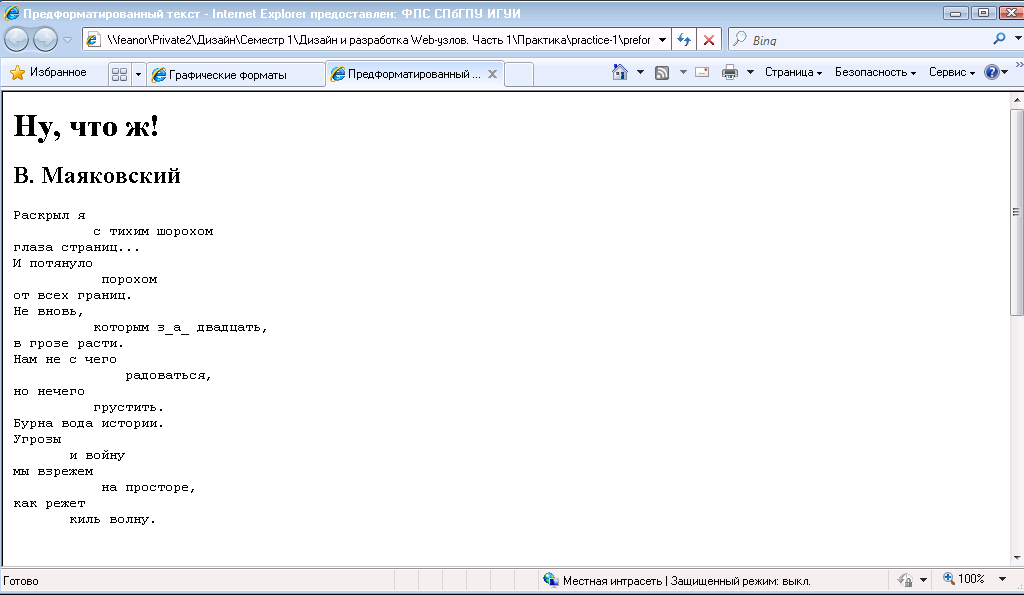 Предформатированный текст - Internet Explorer предоставлен: ФПС СПбГПУ ИГУИ
\\feanor\Private2\Дизайн\Семестр 1\Дизайн и разработка Web-узлов. Часть 1\Практика\practice-1\prefor
Bing
Избранное
Графические форматы
Предформатированный ...
Страница
Безопасность
Сервис
Ну, что ж!
В. Маяковский
Раскрыл я
          с тихим шорохом
глаза страниц...
И потянуло
           порохом
от всех границ.
Не вновь,
          которым з_а_ двадцать,
в грозе расти.
Нам не с чего
              радоваться,
но нечего
          грустить.
Бурна вода истории.
Угрозы
       и войну
мы взрежем
           на просторе,
как режет
       киль волну.
Готово
Местная интрасеть | Защищенный режим: выкл.
100%